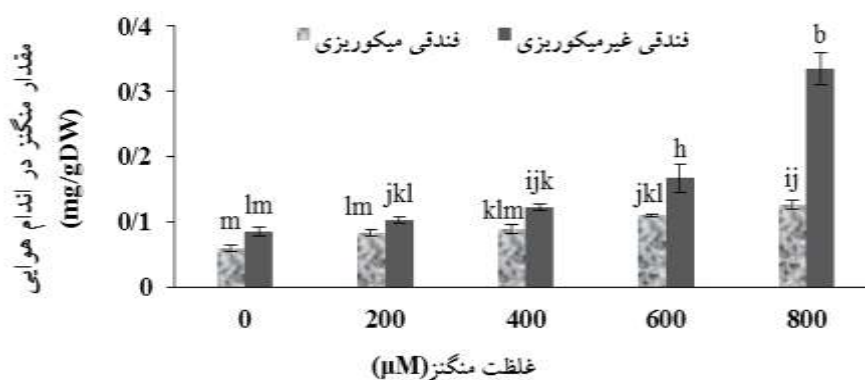 فندقی میکوریزی فندقی غیرمیکوریزی
مقدار منگنز در اندام هوایی
(mg/gDW)
0/4
0/3
0/2
0/1
0
m lm lm jkl klm ijk jkl h ij b
0 200 400 600 800
غلظت منگنز(µM)